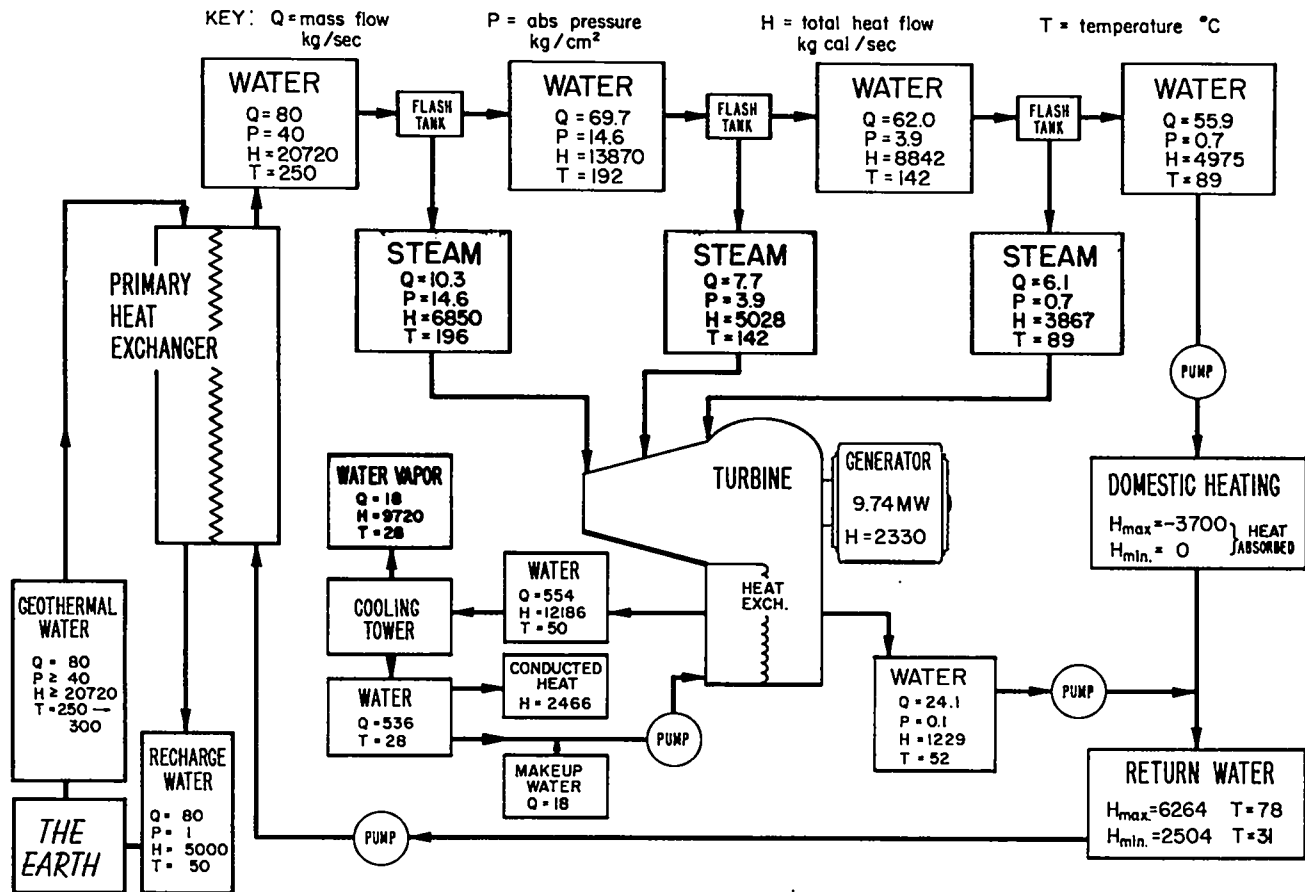 KEY: Q = mass flow
kg/sec
P = abs pressure
kg/cm²
H = total heat flow
kg cal/sec
T = temperature °C
WATER
Q = 80
P = 40
H = 20720
T = 250
FLASH
TANK
WATER
Q = 69.7
P = 14.6
H = 13870
T = 192
FLASH
TANK
WATER
Q = 62.0
P = 3.9
H = 8842
T = 142
FLASH
TANK
WATER
Q = 55.9
P = 0.7
H = 4975
T = 89
STEAM
Q = 10.3
P = 14.6
H = 6850
T = 196
STEAM
Q = 7.7
P = 3.9
H = 5028
T = 142
STEAM
Q = 6.1
P = 0.7
H = 3867
T = 89
PRIMARY
HEAT
EXCHANGER
PUMP
TURBINE
GENERATOR
9.74 MW
H = 2330
DOMESTIC HEATING
Hmax = -3700
Hmin. = 0
HEAT
ABSORBED
WATER VAPOR
Q = 18
H = 9720
T = 28
COOLING
TOWER
WATER
Q = 554
H = 12186
T = 50
HEAT
EXCH.
GEOTHERMAL
WATER
Q = 80
P ≥ 40
H ≥ 20720
T = 250 —
300
WATER
Q = 536
T = 28
CONDUCTED
HEAT
H = 2466
PUMP
MAKEUP
WATER
Q = 18
WATER
Q = 24.1
P = 0.1
H = 1229
T = 52
PUMP
RECHARGE
WATER
Q = 80
P = 1
H = 5000
T = 50
THE
EARTH
PUMP
RETURN WATER
Hmax. = 6264 T = 78
Hmin. = 2504 T = 31